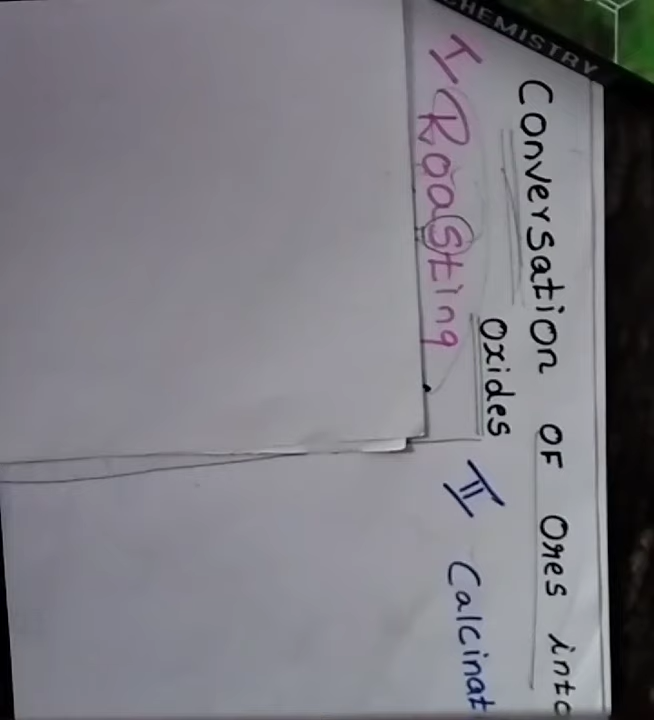 CHEMISTRY
Conversation OF Ores into
Oxides
I Roasting
II Calcinat